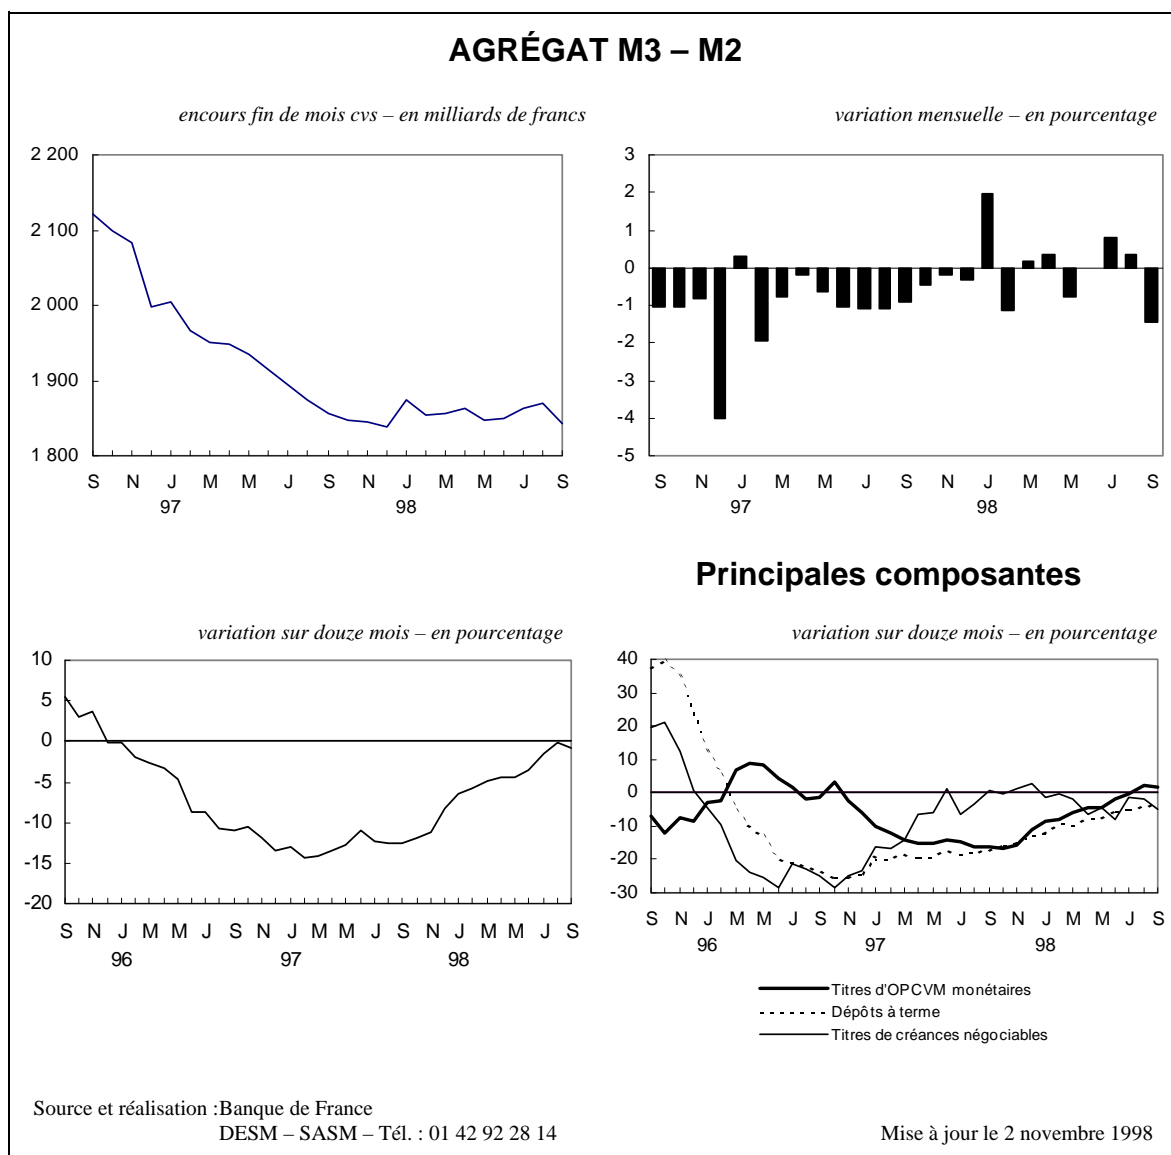 AGRÉGAT M3 – M2
encours fin de mois cvs – en milliards de francs
2 200
2 100
2 000
1 900
1 800
S N J M M J S N J M M J S
97 98
variation mensuelle – en pourcentage
3
2
1
0
-1
-2
-3
-4
-5
S N J M M J S N J M M J S
97 98
variation sur douze mois – en pourcentage
10
5
0
-5
-10
-15
-20
S N J M M J S N J M M J S N J M M J S
96 97 98
Principales composantes
variation sur douze mois – en pourcentage
40
30
20
10
0
-10
-20
-30
S N J M M J S N J M M J S N J M M J S
96 97 98
Titres d'OPCVM monétaires
Dépôts à terme
Titres de créances négociables
Source et réalisation :Banque de France
DESM – SASM – Tél. : 01 42 92 28 14
Mise à jour le 2 novembre 1998